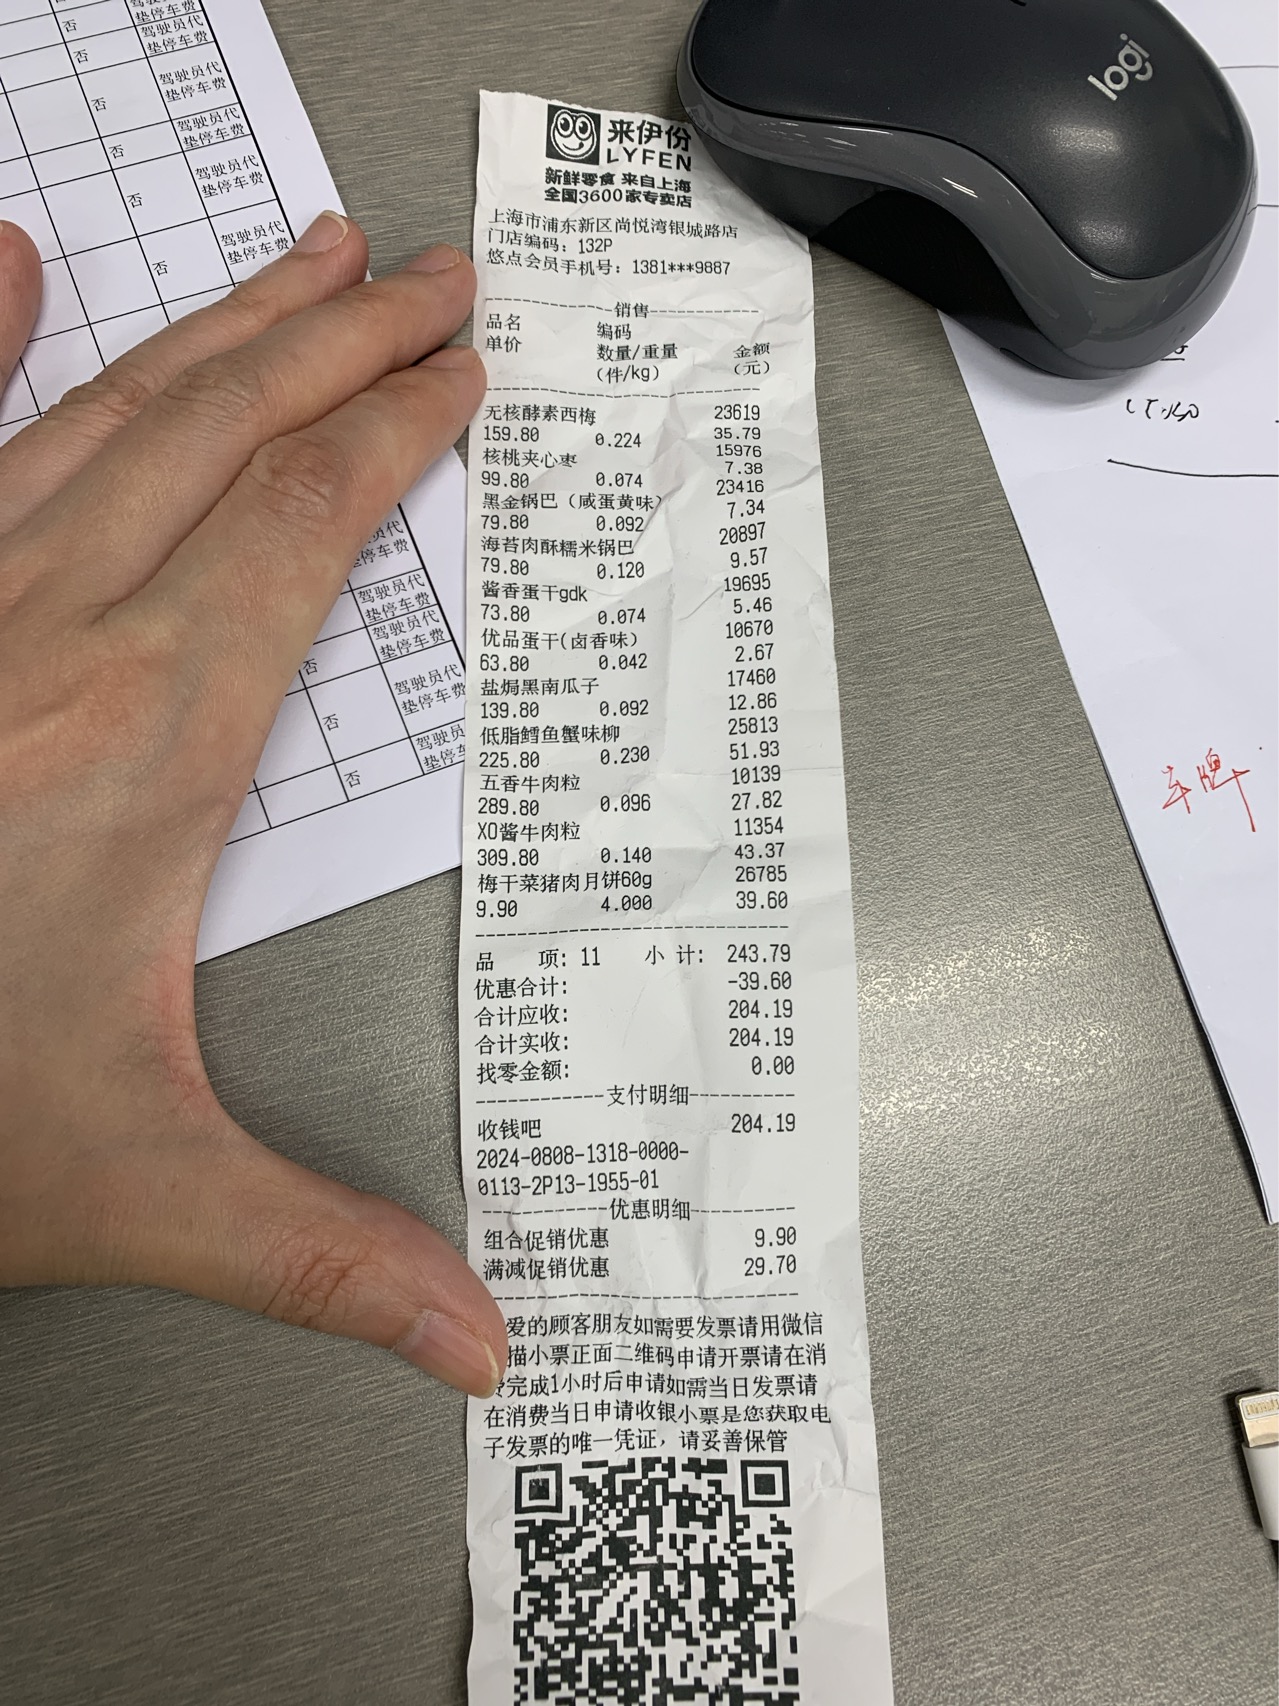 来伊份
LYFEN
新鲜零食 来自上海
全国3600家专卖店
上海市浦东新区尚悦湾银城路店
门店编码：132P
悠点会员手机号：1381***9887
------------销售------------
品名 编码
单价 数量/重量 金额
（件/kg） （元）
无核酵素西梅 23619
159.80 0.224 35.79
核桃夹心枣 15976
99.80 0.074 7.38
黑金锅巴（咸蛋黄味） 23416
79.80 0.092 7.34
海苔肉酥糯米锅巴 20897
79.80 0.120 9.57
酱香蛋干gdk 19695
73.80 0.074 5.46
优品蛋干(卤香味） 10670
63.80 0.042 2.67
盐焗黑南瓜子 17460
139.80 0.092 12.86
低脂鳕鱼蟹味柳 25813
225.80 0.230 51.93
五香牛肉粒 10139
289.80 0.096 27.82
XO酱牛肉粒 11354
309.80 0.140 43.37
梅干菜猪肉月饼60g 26785
9.90 4.000 39.60
品 项: 11 小 计: 243.79
优惠合计: -39.60
合计应收: 204.19
合计实收: 204.19
找零金额: 0.00
------------支付明细----------
收钱吧 204.19
2024-0808-1318-0000-
0113-2P13-1955-01
------------优惠明细----------
组合促销优惠 9.90
满减促销优惠 29.70
爱的顾客朋友如需要发票请用微信
描小票正面二维码申请开票请在消
费完成1小时后申请如需当日发票请
在消费当日申请收银小票是您获取电
子发票的唯一凭证，请妥善保管
logi
车牌
否
垫停车费
否
驾驶员代
垫停车费
否
驾驶员代
垫停车费
否
驾驶员代
垫停车费
否
驾驶员代
垫停车费
否
驾驶员代
垫停车费
停车费
驾驶员代
垫停车费
否
驾驶员代
垫停车费
否
驾驶员代
垫停车费
否
驾驶员代
垫停车费